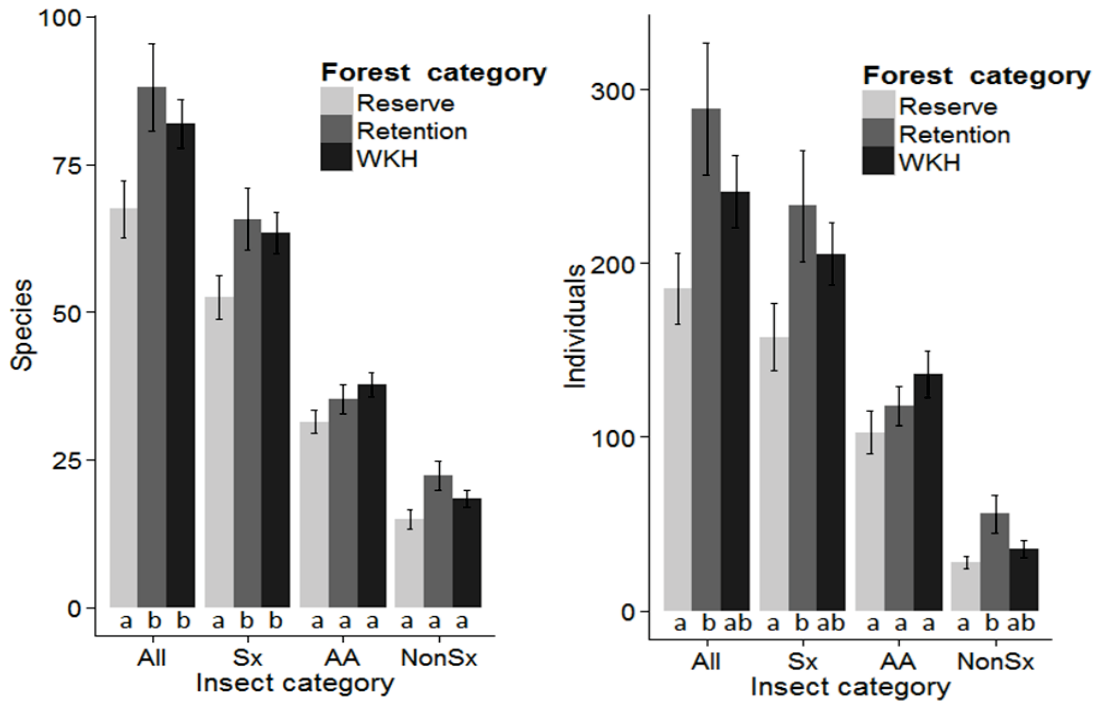 100
75
50
25
0
Species
Forest category
Reserve
Retention
WKH
a b b a b b a a a a a a
All Sx AA NonSx
Insect category
300
200
100
0
Individuals
Forest category
Reserve
Retention
WKH
a b ab a b ab a a a a b ab
All Sx AA NonSx
Insect category